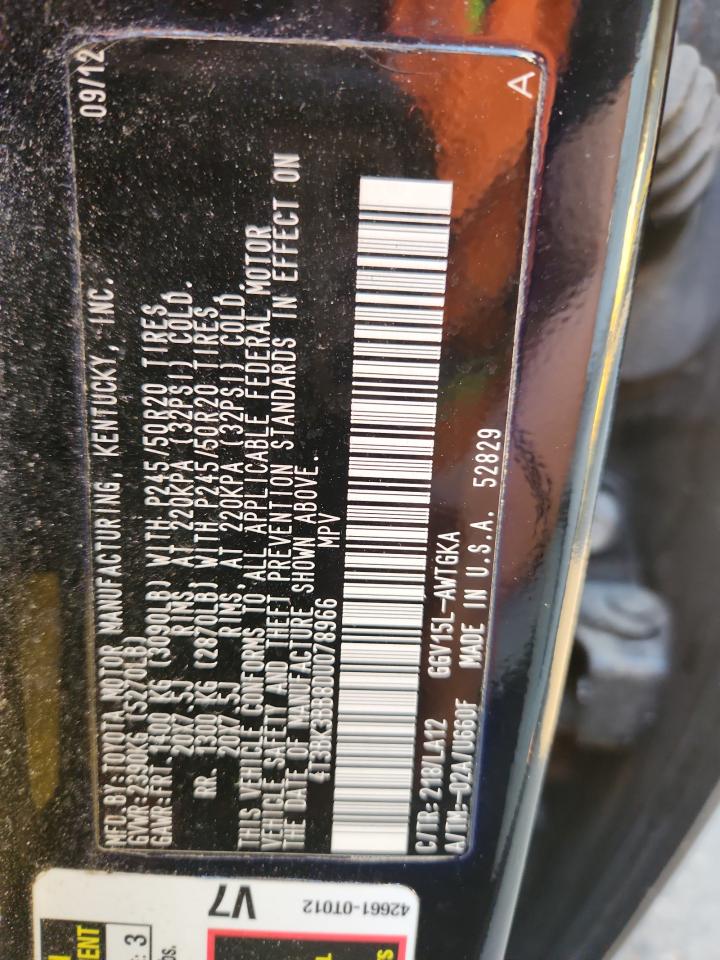 09/12
MFD.BY:TOYOTA MOTOR MANUFACTURING, KENTUCKY, INC.
GVWR:2390KG (5270LB)
GAWR:FRT.1400 KG (3090LB) WITH P245/50R20 TIRES,
20X7.5J RIMS, AT 220KPA (32PSI) COLD.
RR. 1300 KG (2870LB) WITH P245/50R20 TIRES,
20X7.5J RIMS, AT 220KPA (32PSI) COLD.
THIS VEHICLE CONFORMS TO ALL APPLICABLE FEDERAL MOTOR
VEHICLE SAFETY AND THEFT PREVENTION STANDARDS IN EFFECT ON
THE DATE OF MANUFACTURE SHOWN ABOVE.
4T3BK3BB8DU078966 MPV
C/TR:218/LA12 GGV15L-AWTGKA
A/TM:-02A/U660F MADE IN U.S.A. 52829
A
V7
42661-0T012
: 3